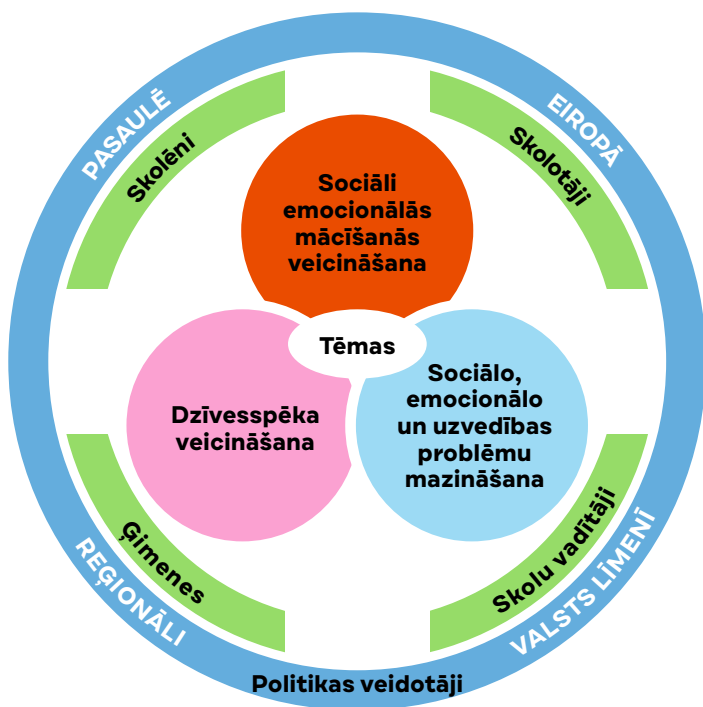 PASAULĒ
EIROPĀ
Skolēni
Skolotāji
Sociāli
emocionālās
mācīšanās
veicināšana
Tēmas
Dzīvesspēka
veicināšana
Sociālo,
emocionālo
un uzvedības
problēmu
mazināšana
Ģimenes
Skolu vadītāji
REĢIONĀLI
VALSTS LĪMENĪ
Politikas veidotāji